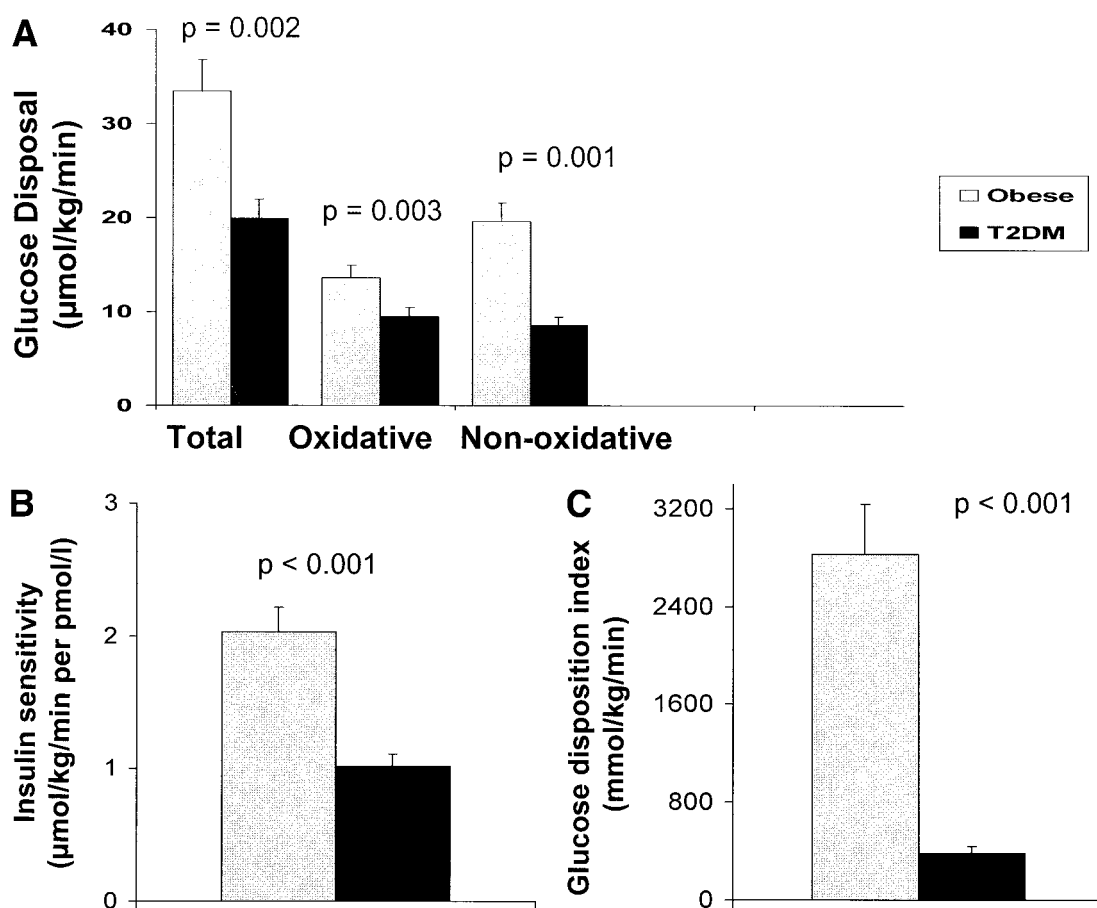 A
p = 0.002
40
30
20
10
0
Glucose Disposal
(µmol/kg/min)
p = 0.003
p = 0.001
Obese
T2DM
Total Oxidative Non-oxidative
B
3
2
1
0
Insulin sensitivity
(µmol/kg/min per pmol/l)
p < 0.001
C
3200
2400
1600
800
0
Glucose disposition index
(mmol/kg/min)
p < 0.001